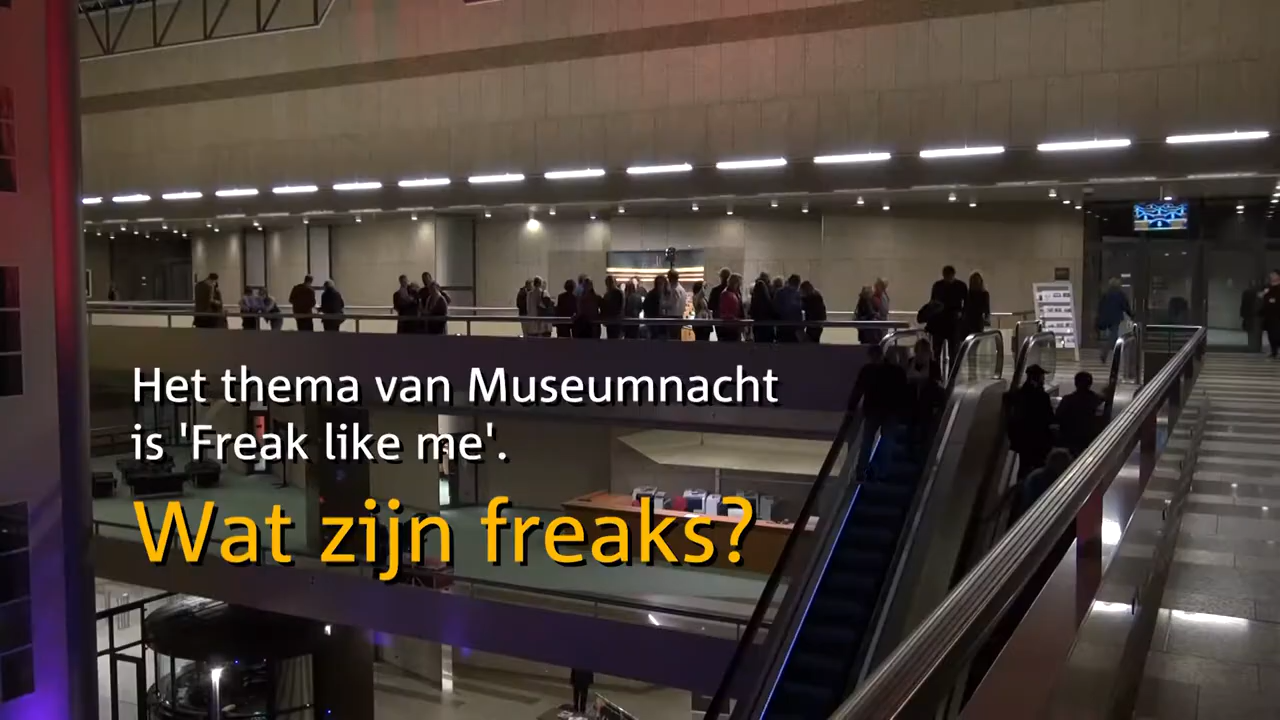 Het thema van Museumnacht
is 'Freak like me'.
Wat zijn freaks?